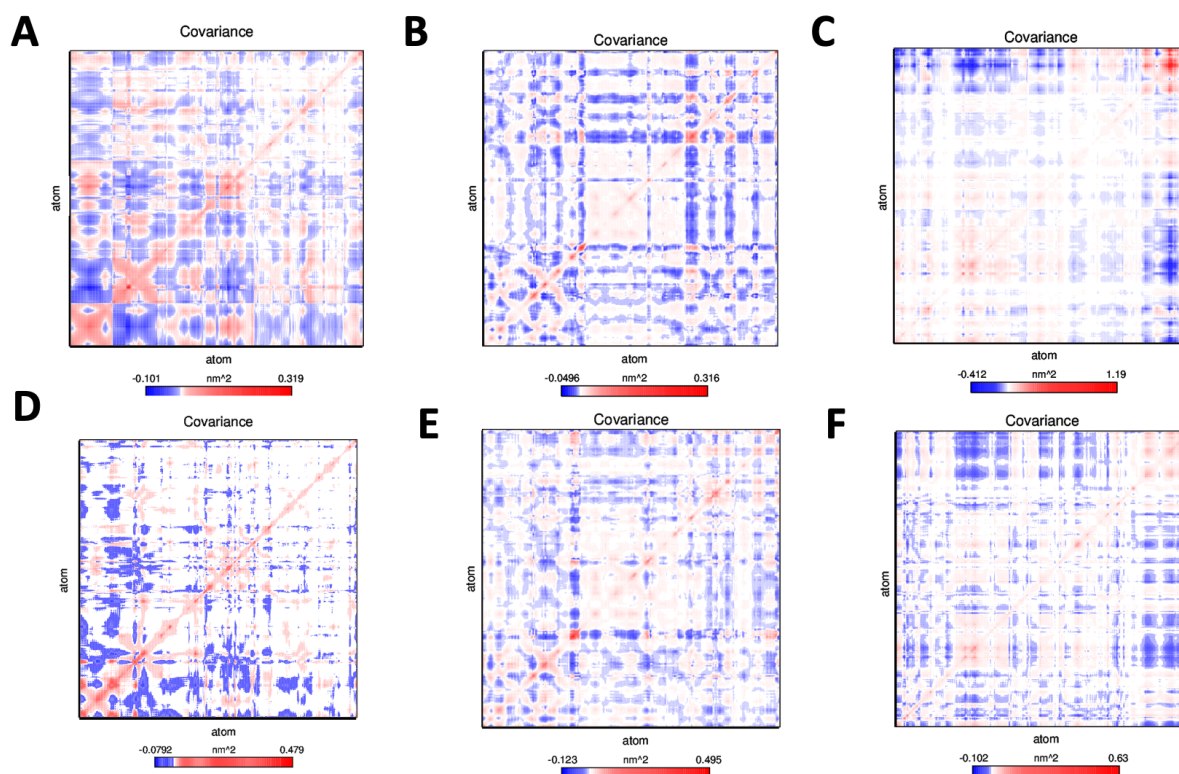 A
Covariance
atom
atom
-0.101 nm^2 0.319
B
Covariance
atom
atom
-0.0496 nm^2 0.316
C
Covariance
atom
atom
-0.412 nm^2 1.19
D
Covariance
atom
atom
-0.0792 nm^2 0.479
E
Covariance
atom
atom
-0.123 nm^2 0.495
F
Covariance
atom
atom
-0.102 nm^2 0.63